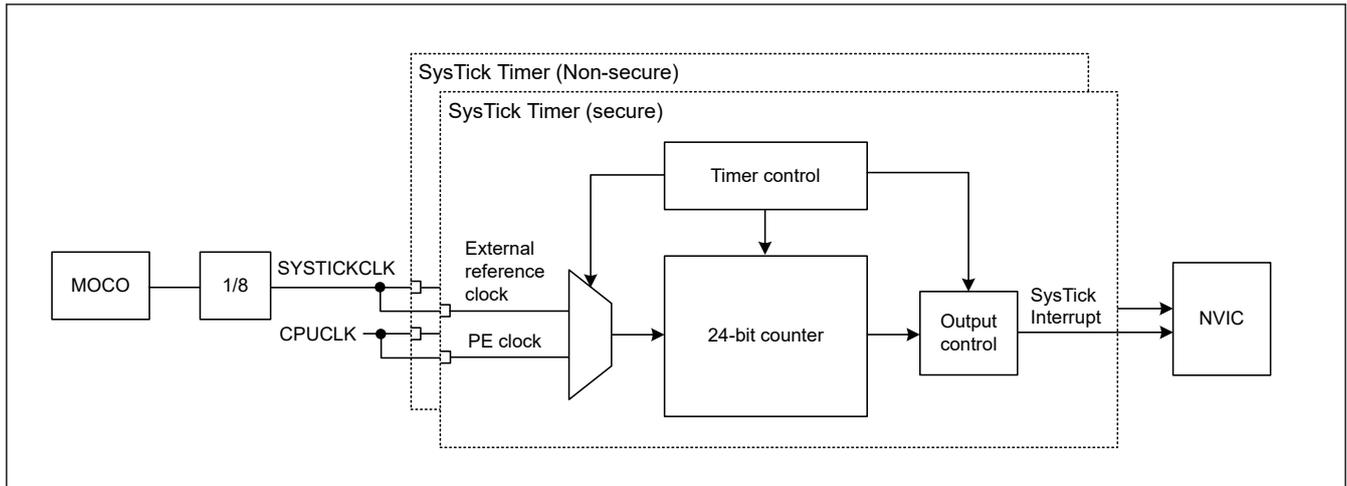 SysTick Timer (Non-secure)
SysTick Timer (secure)
Timer control
MOCO
1/8
SYSTICKCLK
CPUCLK
External
reference
clock
PE clock
24-bit counter
Output
control
SysTick
Interrupt
NVIC